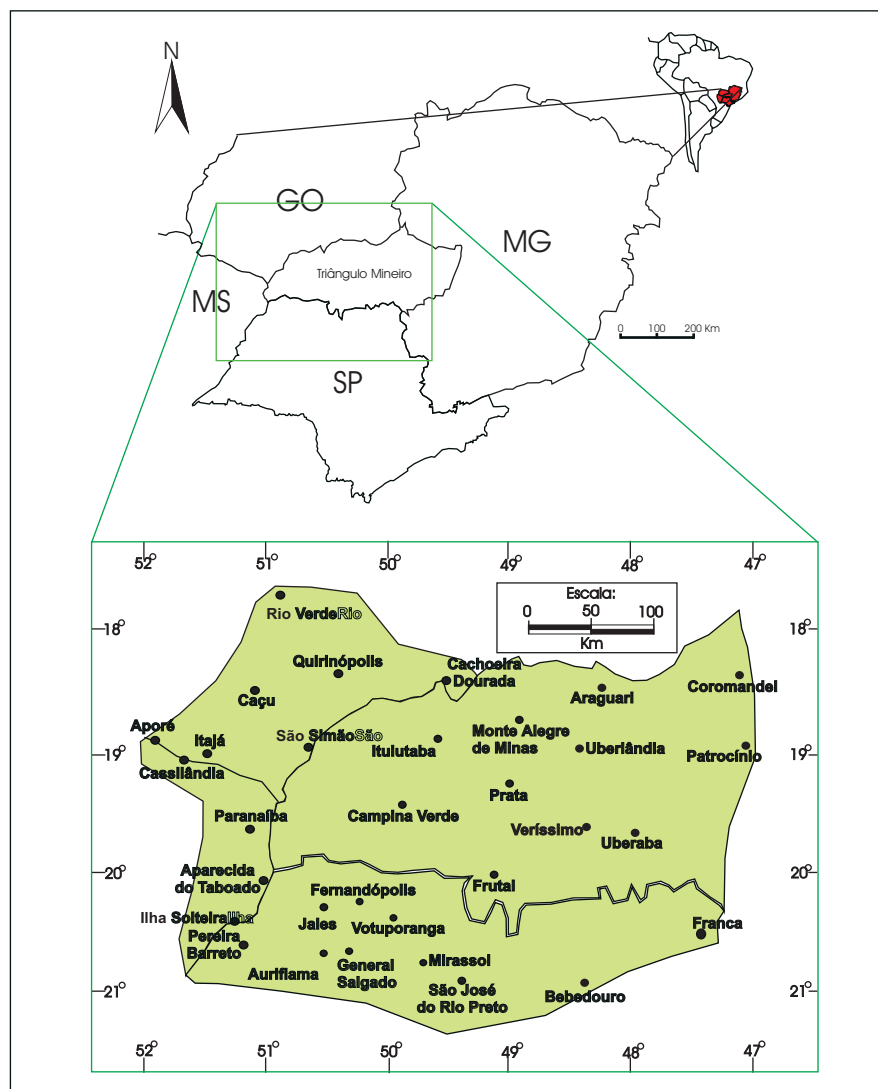 N
GO
MG
Triângulo Mineiro
MS
0 100 200 Km
SP
52° 51° 50° 49° 48° 47°
Escala:
0 50 100
Km
18° 18°
Rio VerdeRio
Quirinópolis
Cachoeira
Dourada
Caçu
Araguari
Coromandel
Aporé
Itajá
São SimãoSão
Itulutaba
Monte Alegre
de Minas
Uberlândia
Patrocínio
19° 19°
Cassilândia
Prata
Paranaíba
Campina Verde
Veríssimo
Uberaba
20° 20°
Aparecida
do Taboado
Frutal
Fernandópolis
Ilha SolteiraIlha
Jales
Votuporanga
Franca
Pereira
Barreto
Auriflama
General
Salgado
Mirassol
São José
do Rio Preto
Bebedouro
21° 21°
52° 51° 50° 49° 48° 47°